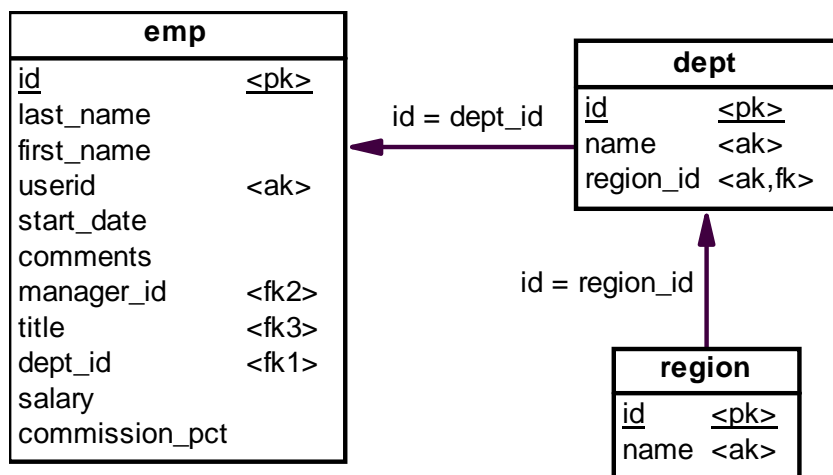 emp
id <pk>
last_name
first_name
userid <ak>
start_date
comments
manager_id <fk2>
title <fk3>
dept_id <fk1>
salary
commission_pct
id = dept_id
dept
id <pk>
name <ak>
region_id <ak,fk>
id = region_id
region
id <pk>
name <ak>